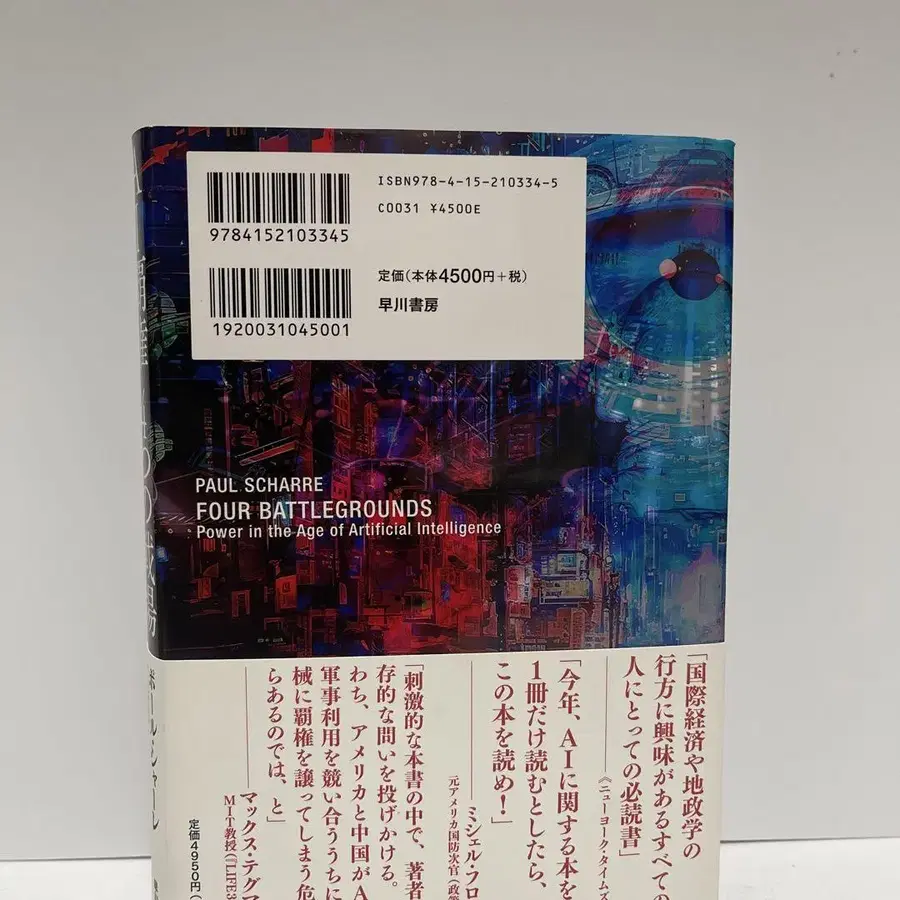 ISBN978-4-15-210334-5
C0031 ¥4500E
9784152103345
定価(本体4500円+税)
早川書房
1920031045001
PAUL SCHARRE
FOUR BATTLEGROUNDS
Power in the Age of Artificial Intelligence
「国際経済や地政学の
行方に興味があるすべての
人にとっての必読書」
《ニューヨーク・タイムズ
「今年、AIに関する本を
1冊だけ読むとしたら、
この本を読め!」
ミシェル・フロ
元アメリカ国防次官(政策
「刺激的な本書の中で、著者
存的な問いを投げかける。
わち、アメリカと中国がA
軍事利用を競い合ううちに
械に覇権を譲ってしまう危
らあるのでは、と」
マックス・テグマ
MIT教授(『LIFE3
ポール・シャーレ
定価4950円(